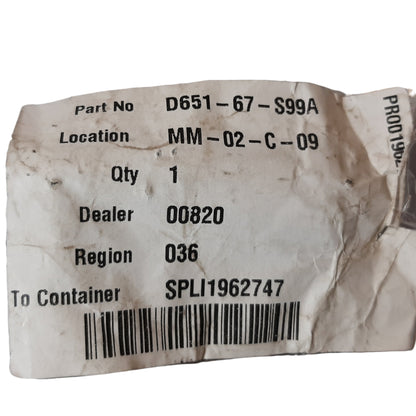 Part No D651-67-S99A
Location MM-02-C-09
Qty 1
Dealer 00820
Region 036
To Container SPLI1962747